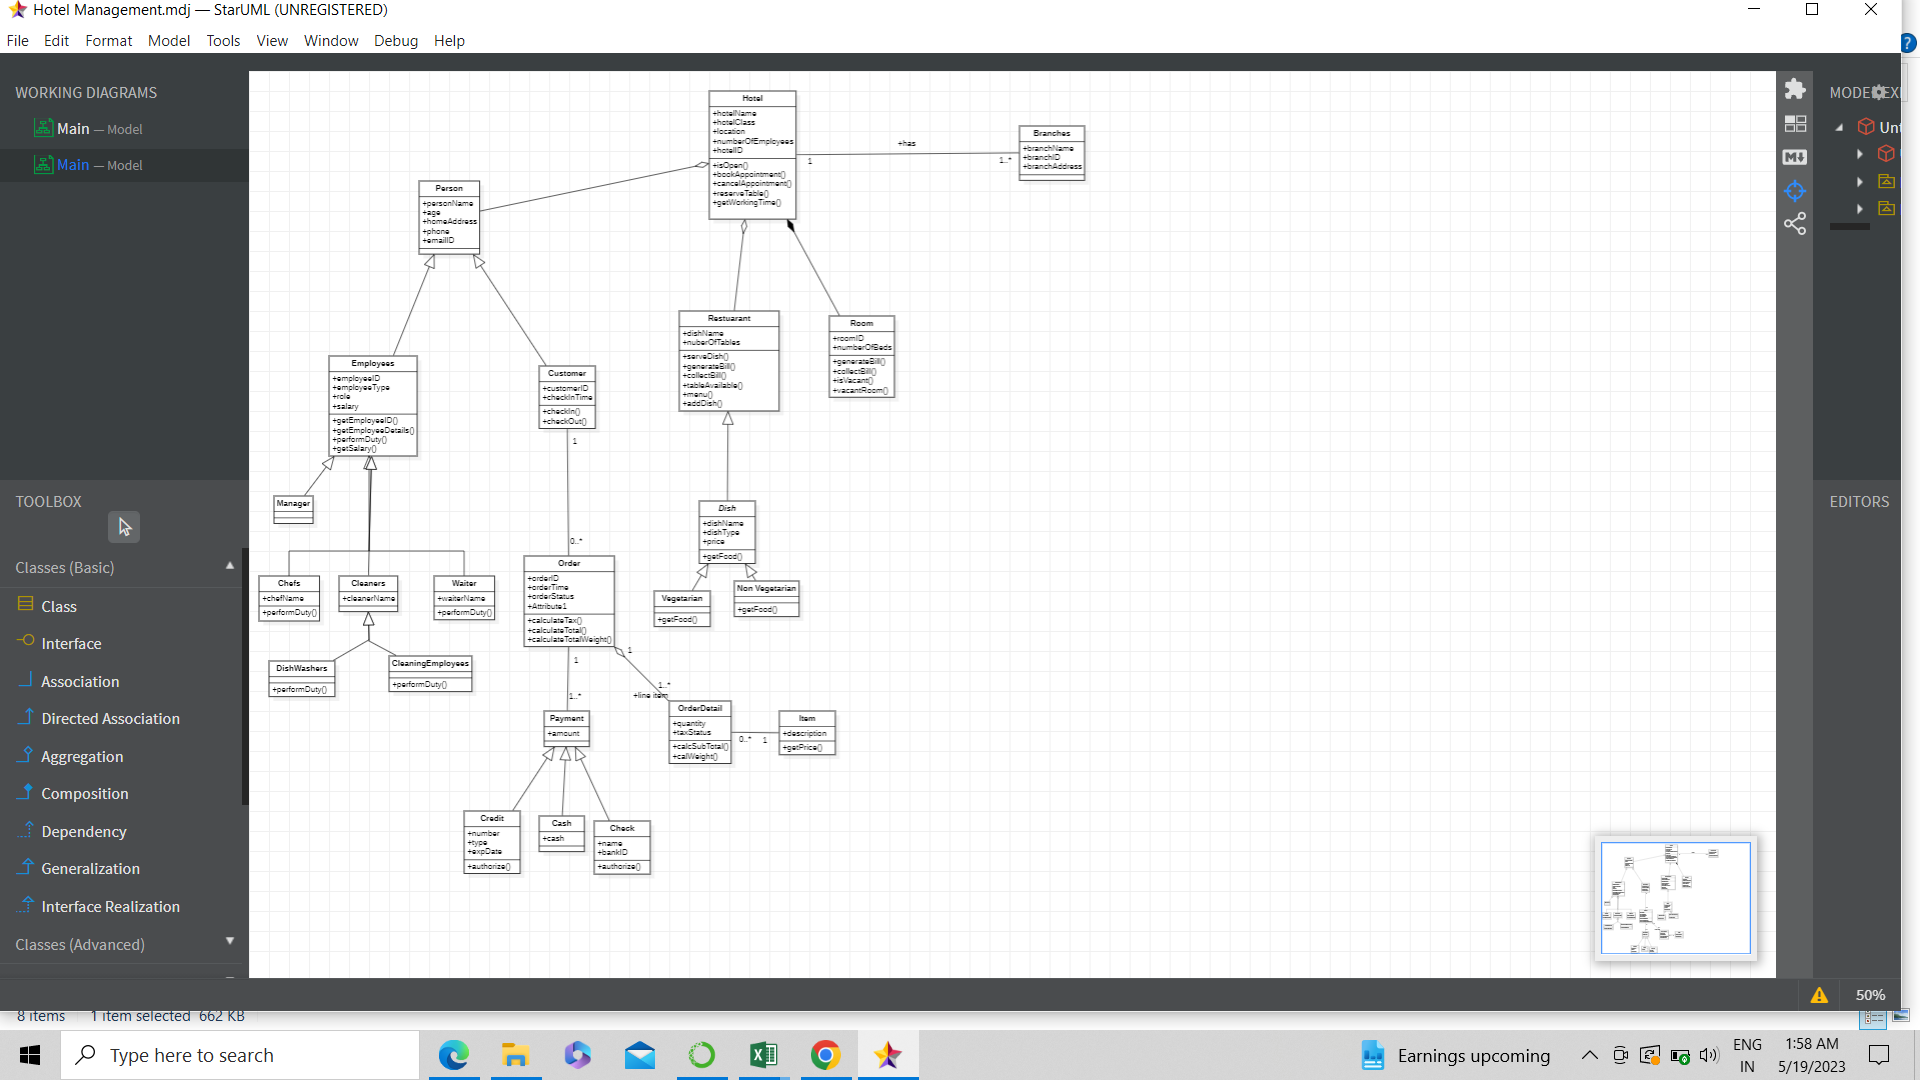 Hotel Management.mdj — StarUML (UNREGISTERED)
File Edit Format Model Tools View Window Debug Help
WORKING DIAGRAMS
Main — Model
Main — Model
TOOLBOX
Classes (Basic)
Class
Interface
Association
Directed Association
Aggregation
Composition
Dependency
Generalization
Interface Realization
Classes (Advanced)
Hotel
+hotelName
+hotelClass
+location
+numberOfEmployees
+hotelID
+isOpen()
+bookAppointment()
+cancelAppointment()
+reserveTable()
+getWorkingTime()
+has
1
1..*
Branches
+branchName
+branchID
+branchAddress
Person
+personName
+age
+homeAddress
+phone
+emailID
Employees
+employeeID
+employeeType
+role
+salary
+getEmployeeID()
+getEmployeeDetails()
+performDuty()
+getSalary()
Customer
+customerID
+checkInTime
+checkIn()
+checkOut()
1
0..*
Restuarant
+dishName
+nuberOfTables
+serveDish()
+generateBill()
+collectBill()
+tableAvailable()
+menu()
+addDish()
Room
+roomID
+numberOfBeds
+generateBill()
+collectBill()
+isVacant()
+vacantRoom()
Manager
Chefs
+chefName
+performDuty()
Cleaners
+cleanerName
Waiter
+waiterName
+performDuty()
DishWashers
+performDuty()
CleaningEmployees
+performDuty()
Dish
+dishName
+dishType
+price
+getFood()
Vegetarian
+getFood()
Non Vegetarian
+getFood()
Order
+orderID
+orderTime
+orderStatus
+Attribute1
+calculateTax()
+calculateTotal()
+calculateTotalWeight()
1
1
1..*
1..*
+line item
Payment
+amount
OrderDetail
+quantity
+taxStatus
+calcSubTotal()
+calWeight()
0..*
1
Item
+description
+getPrice()
Credit
+number
+type
+expDate
+authorize()
Cash
+cash
Check
+name
+bankID
+authorize()
EDITORS
50%
8 items 1 item selected 662 KB
Type here to search
Earnings upcoming
ENG
IN
1:58 AM
5/19/2023